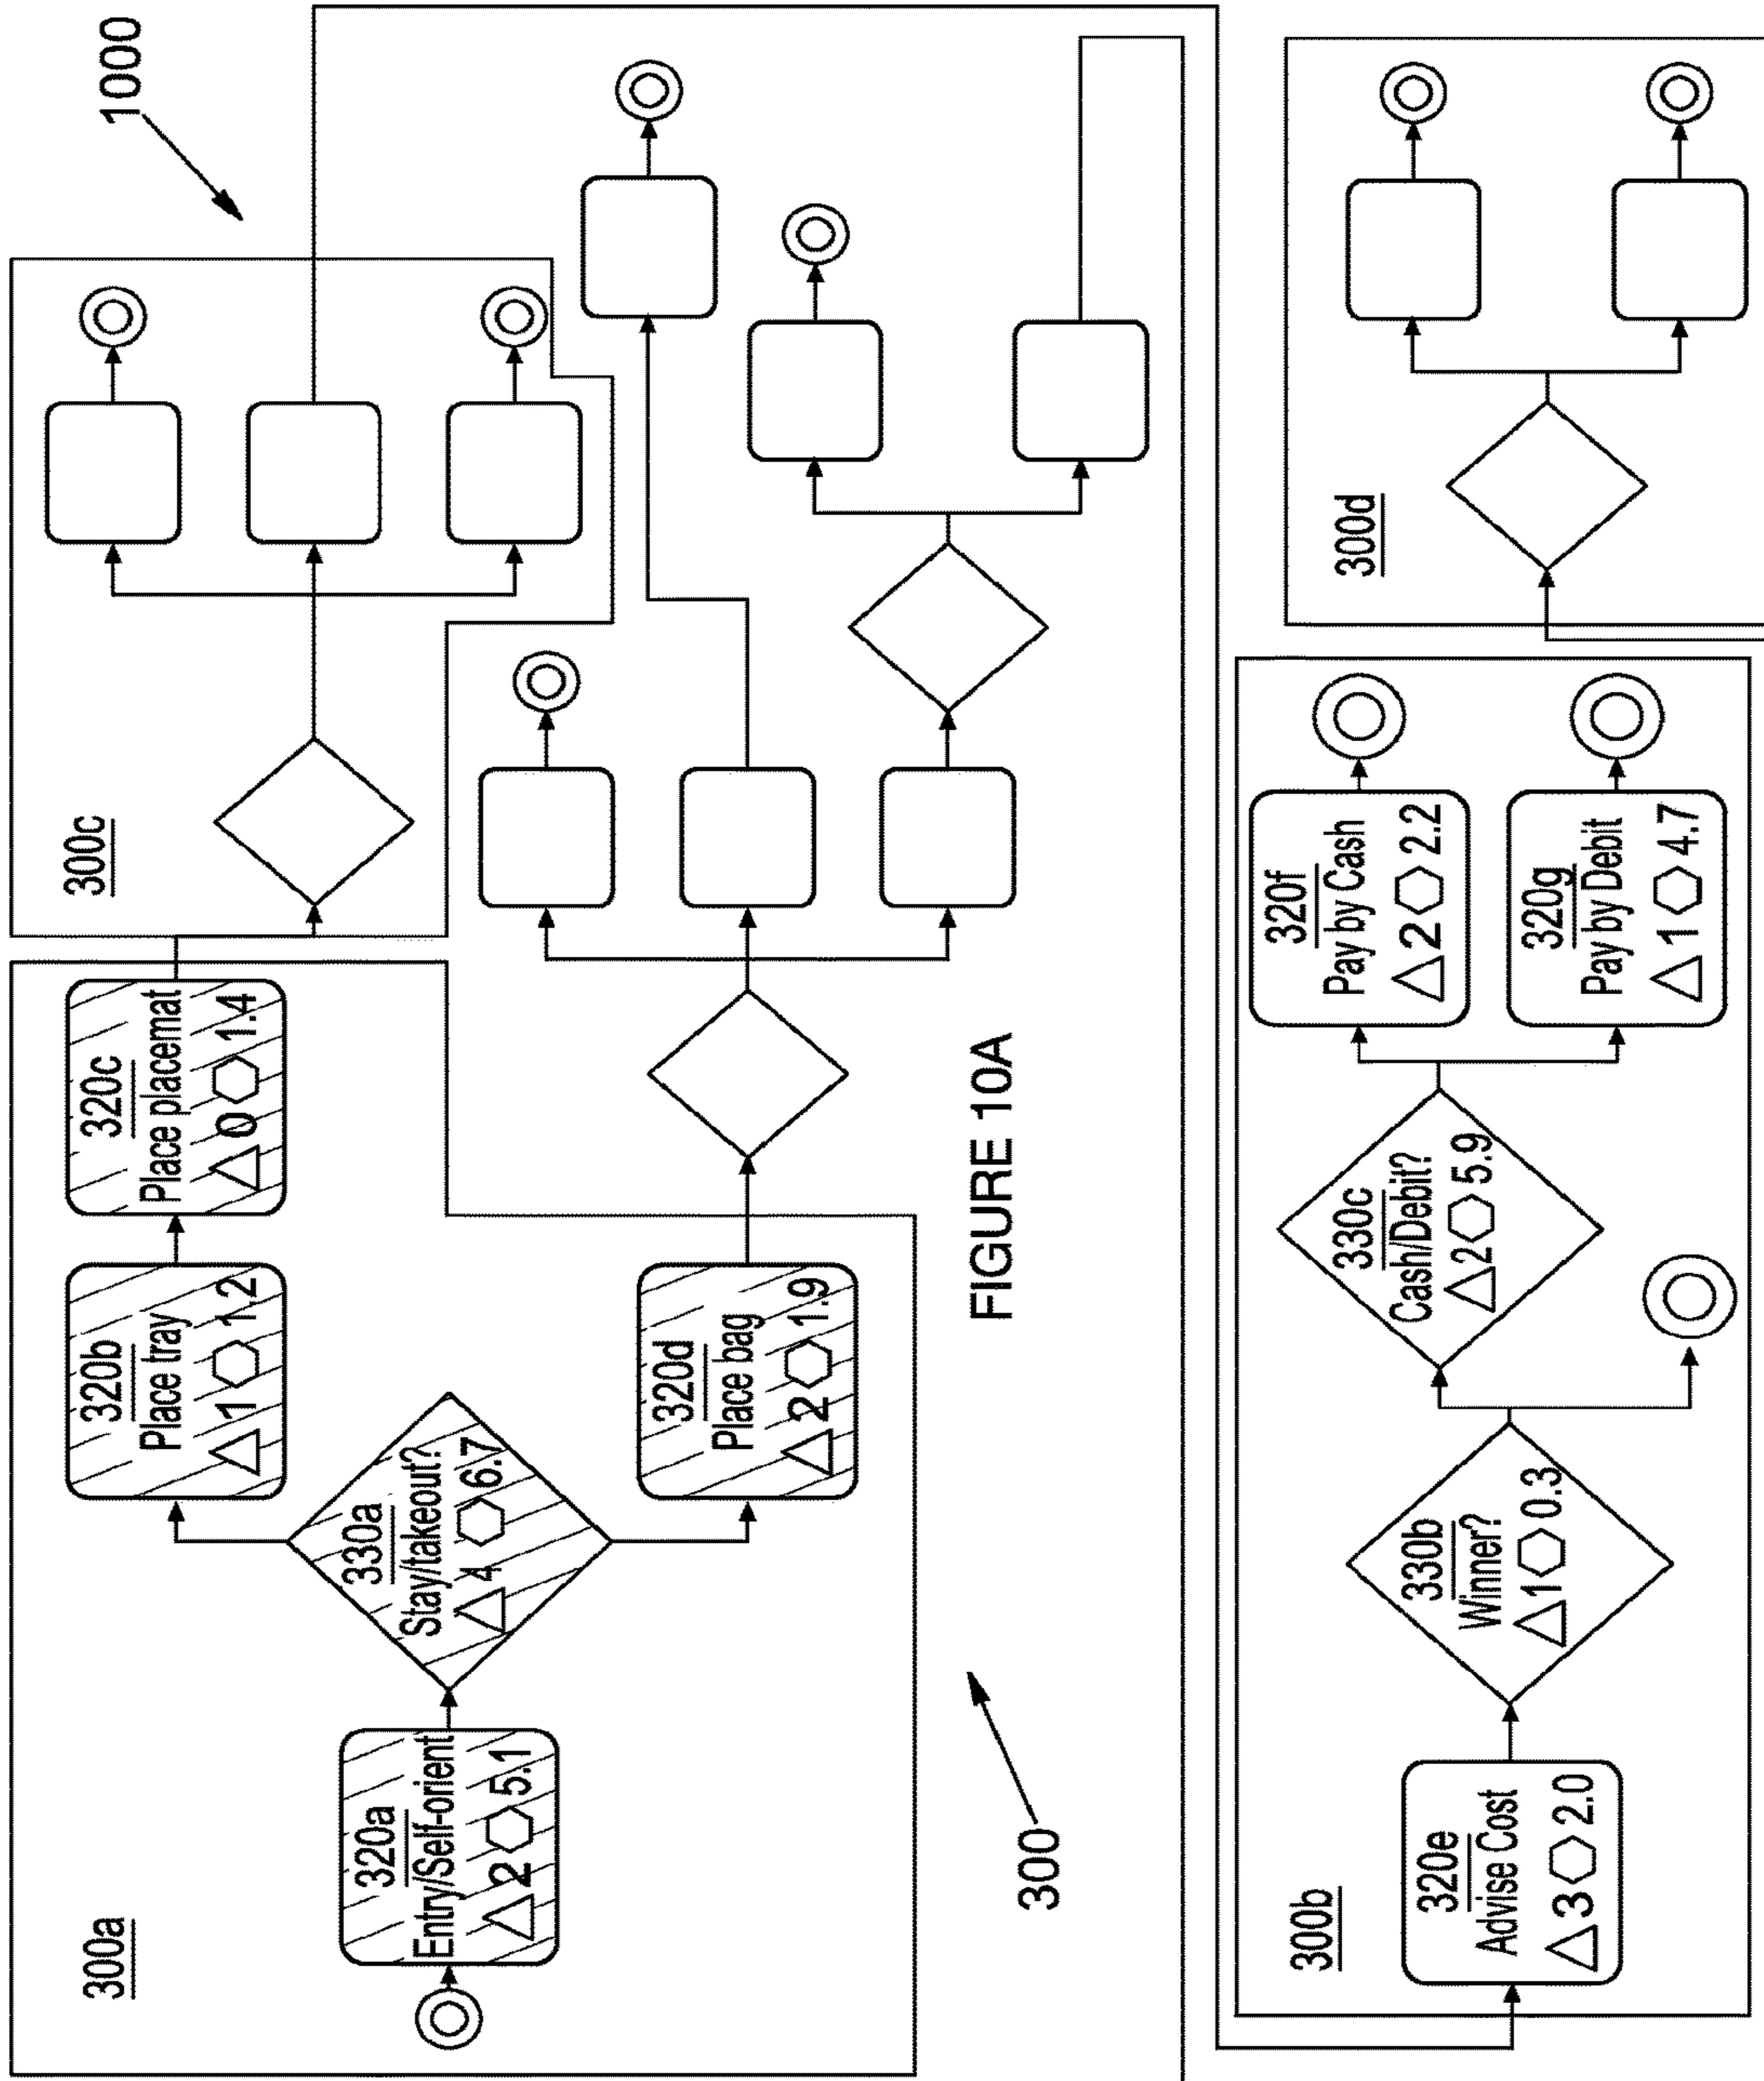 1000
300a
320a
Entry/Self-orient
2 5.1
330a
Stay/takeout?
4 6.7
320b
Place tray
1 1.2
320c
Place placemat
0 1.4
320d
Place bag
2 1.9
300c
300
FIGURE 10A
300b
320e
Advise Cost
3 2.0
330b
Winner?
1 0.3
330c
Cash/Debit?
2 5.9
320f
Pay by Cash
2 2.2
320g
Pay by Debit
1 4.7
300d